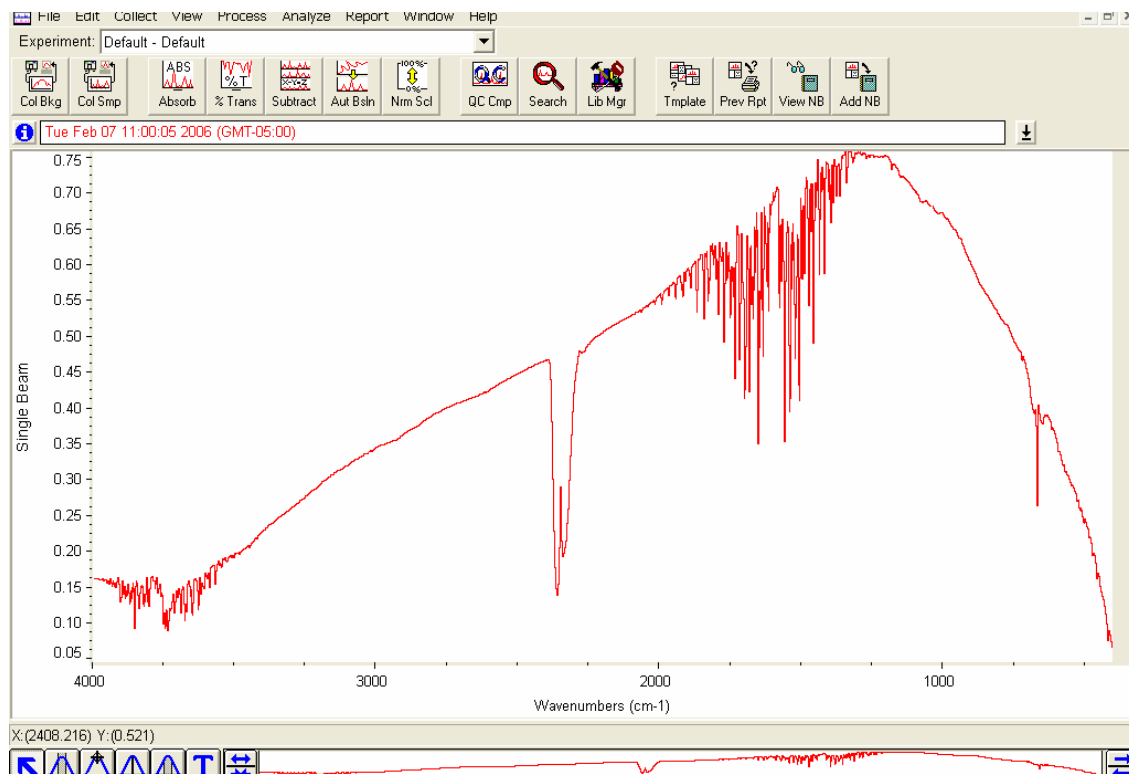 File Edit Collect View Process Analyze Report Window Help
Experiment: Default - Default
ABS %T X-Y=Z 100% 0% QC ? ?
Col Bkg Col Smp Absorb % Trans Subtract Aut Bsln Nrm Scl QC Cmp Search Lib Mgr Tmplate Prev Rpt View NB Add NB
Tue Feb 07 11:00:05 2006 (GMT-05:00)
0.75
0.70
0.65
0.60
0.55
0.50
0.45
0.40
0.35
0.30
0.25
0.20
0.15
0.10
0.05
Single Beam
4000 3000 2000 1000
Wavenumbers (cm-1)
X:(2408.216) Y:(0.521)
T